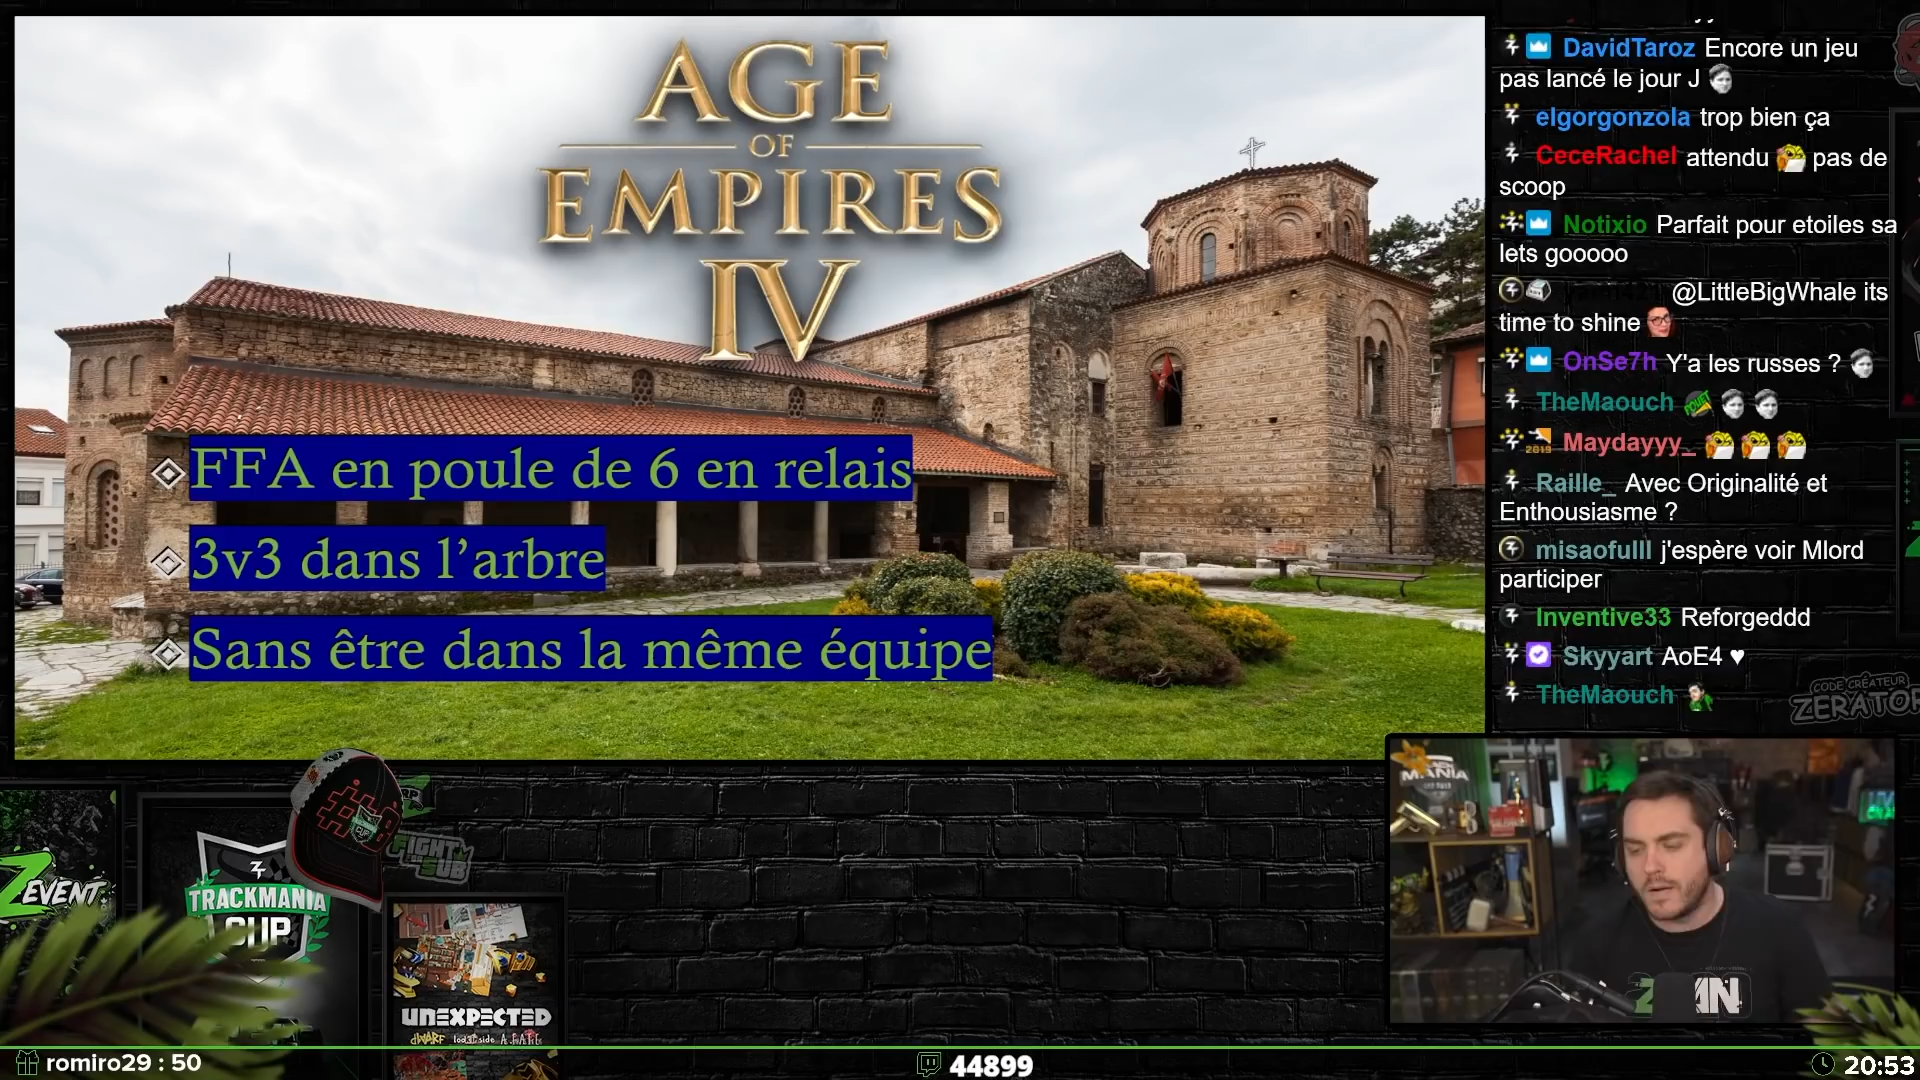 AGE
OF
EMPIRES
IV
FFA en poule de 6 en relais
3v3 dans l’arbre
Sans être dans la même équipe
DavidTaroz Encore un jeu
pas lancé le jour J
elgorgonzola trop bien ça
CeceRachel attendu pas de
scoop
Notixio Parfait pour etoiles sa
lets gooooo
@LittleBigWhale its
time to shine
OnSe7h Y'a les russes ?
TheMaouch
2019 Maydayyy_
Raille_ Avec Originalité et
Enthousiasme ?
misaofulll j'espère voir Mlord
participer
Inventive33 Reforgeddd
Skyyart AoE4 ♥
TheMaouch
CODE CRÉATEUR
ZERATOR
MANIA
ZEVENT
TRACKMANIA
CUP
FIGHT
SUB
UNEXPECTED
romiro29 : 50
44899
20:53